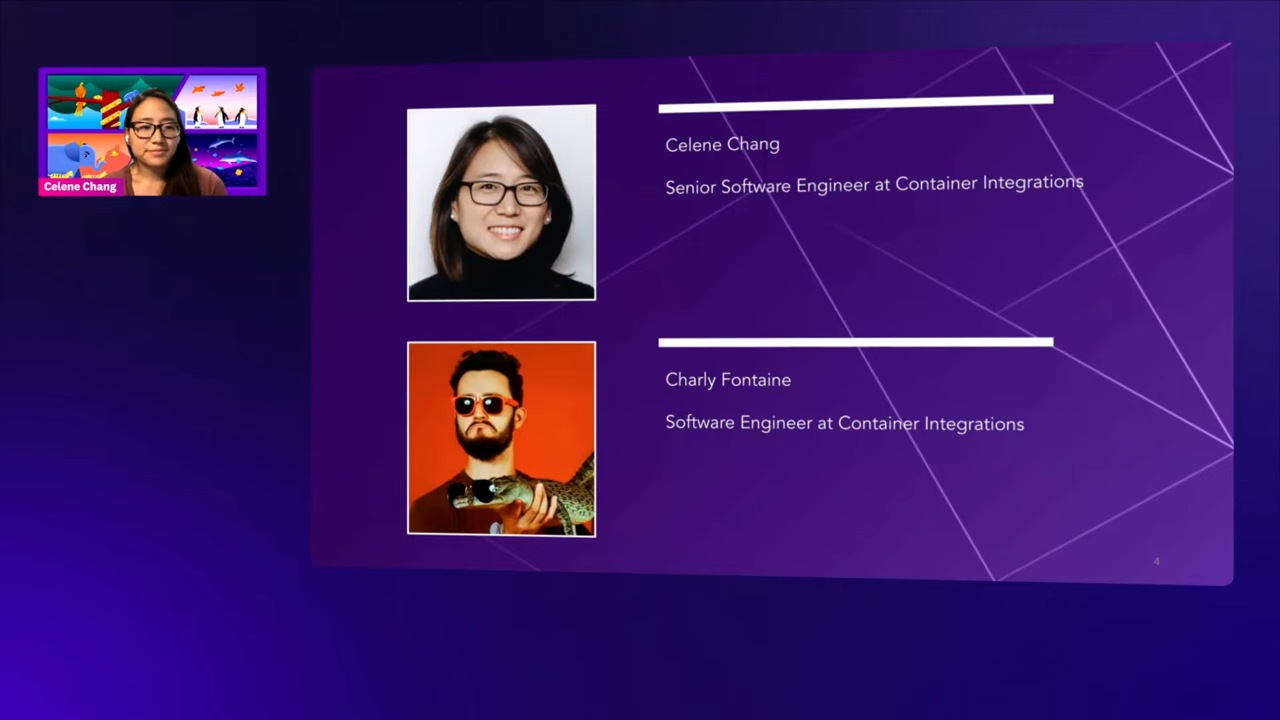 Celene Chang
Celene Chang
Senior Software Engineer at Container Integrations
Charly Fontaine
Software Engineer at Container Integrations
4